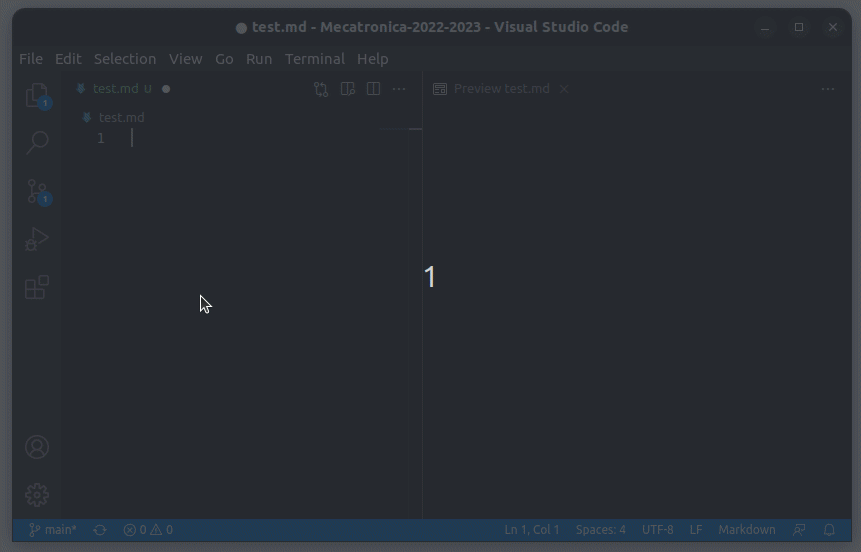 test.md - Mecatronica-2022-2023 - Visual Studio Code
File Edit Selection View Go Run Terminal Help
1
test.md U
Preview test.md
test.md
1
1
1
main* 0 0 Ln 1, Col 1 Spaces: 4 UTF-8 LF Markdown